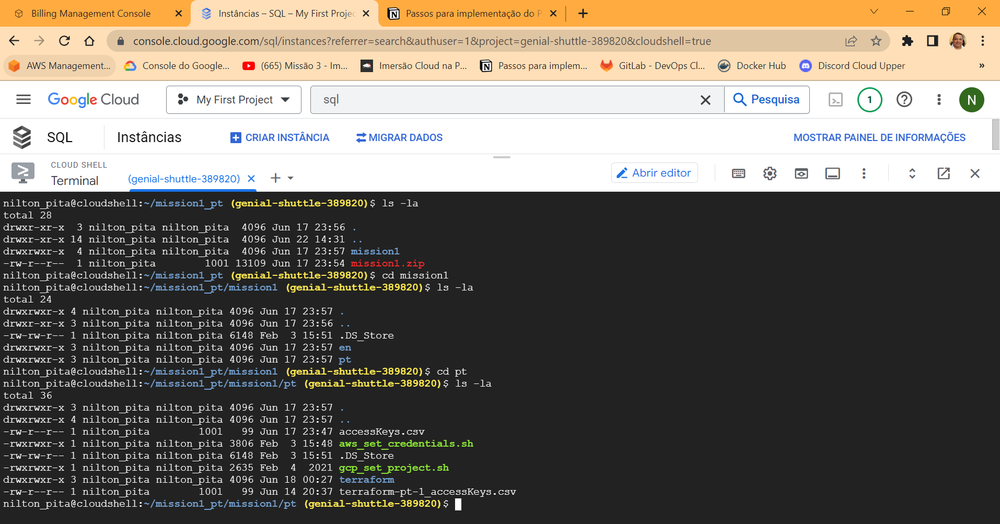 Billing Management Console
Instâncias – SQL – My First Projec
Passos para implementação do P
console.cloud.google.com/sql/instances?referrer=search&authuser=1&project=genial-shuttle-389820&cloudshell=true
AWS Management... Console do Google... (665) Missão 3 - Im... Imersão Cloud na P... Passos para implem... GitLab - DevOps Cl... Docker Hub Discord Cloud Upper »
Google Cloud My First Project sql Pesquisa 1 N
SQL Instâncias CRIAR INSTÂNCIA MIGRAR DADOS MOSTRAR PAINEL DE INFORMAÇÕES
CLOUD SHELL
Terminal (genial-shuttle-389820) Abrir editor
nilton_pita@cloudshell:~/mission1_pt (genial-shuttle-389820)$ ls -la
total 28
drwxr-xr-x  3 nilton_pita nilton_pita  4096 Jun 17 23:56 .
drwxr-xr-x 14 nilton_pita nilton_pita  4096 Jun 22 14:31 ..
drwxrwxr-x  4 nilton_pita nilton_pita  4096 Jun 17 23:57 mission1
-rw-r--r--  1 nilton_pita        1001 13109 Jun 17 23:54 mission1.zip
nilton_pita@cloudshell:~/mission1_pt (genial-shuttle-389820)$ cd mission1
nilton_pita@cloudshell:~/mission1_pt/mission1 (genial-shuttle-389820)$ ls -la
total 24
drwxrwxr-x 4 nilton_pita nilton_pita 4096 Jun 17 23:57 .
drwxr-xr-x 3 nilton_pita nilton_pita 4096 Jun 17 23:56 ..
-rw-rw-r-- 1 nilton_pita nilton_pita 6148 Feb  3 15:51 .DS_Store
drwxrwxr-x 3 nilton_pita nilton_pita 4096 Jun 17 23:57 en
drwxrwxr-x 3 nilton_pita nilton_pita 4096 Jun 17 23:57 pt
nilton_pita@cloudshell:~/mission1_pt/mission1 (genial-shuttle-389820)$ cd pt
nilton_pita@cloudshell:~/mission1_pt/mission1/pt (genial-shuttle-389820)$ ls -la
total 36
drwxrwxr-x 3 nilton_pita nilton_pita 4096 Jun 17 23:57 .
drwxrwxr-x 4 nilton_pita nilton_pita 4096 Jun 17 23:57 ..
-rw-r--r-- 1 nilton_pita        1001   99 Jun 17 23:47 accessKeys.csv
-rwxrwxr-x 1 nilton_pita nilton_pita 3806 Feb  3 15:48 aws_set_credentials.sh
-rw-rw-r-- 1 nilton_pita nilton_pita 6148 Feb  3 15:51 .DS_Store
-rwxrwxr-x 1 nilton_pita nilton_pita 2635 Feb  4  2021 gcp_set_project.sh
drwxrwxr-x 3 nilton_pita nilton_pita 4096 Jun 18 00:27 terraform
-rw-r--r-- 1 nilton_pita        1001   99 Jun 14 20:37 terraform-pt-1_accessKeys.csv
nilton_pita@cloudshell:~/mission1_pt/mission1/pt (genial-shuttle-389820)$